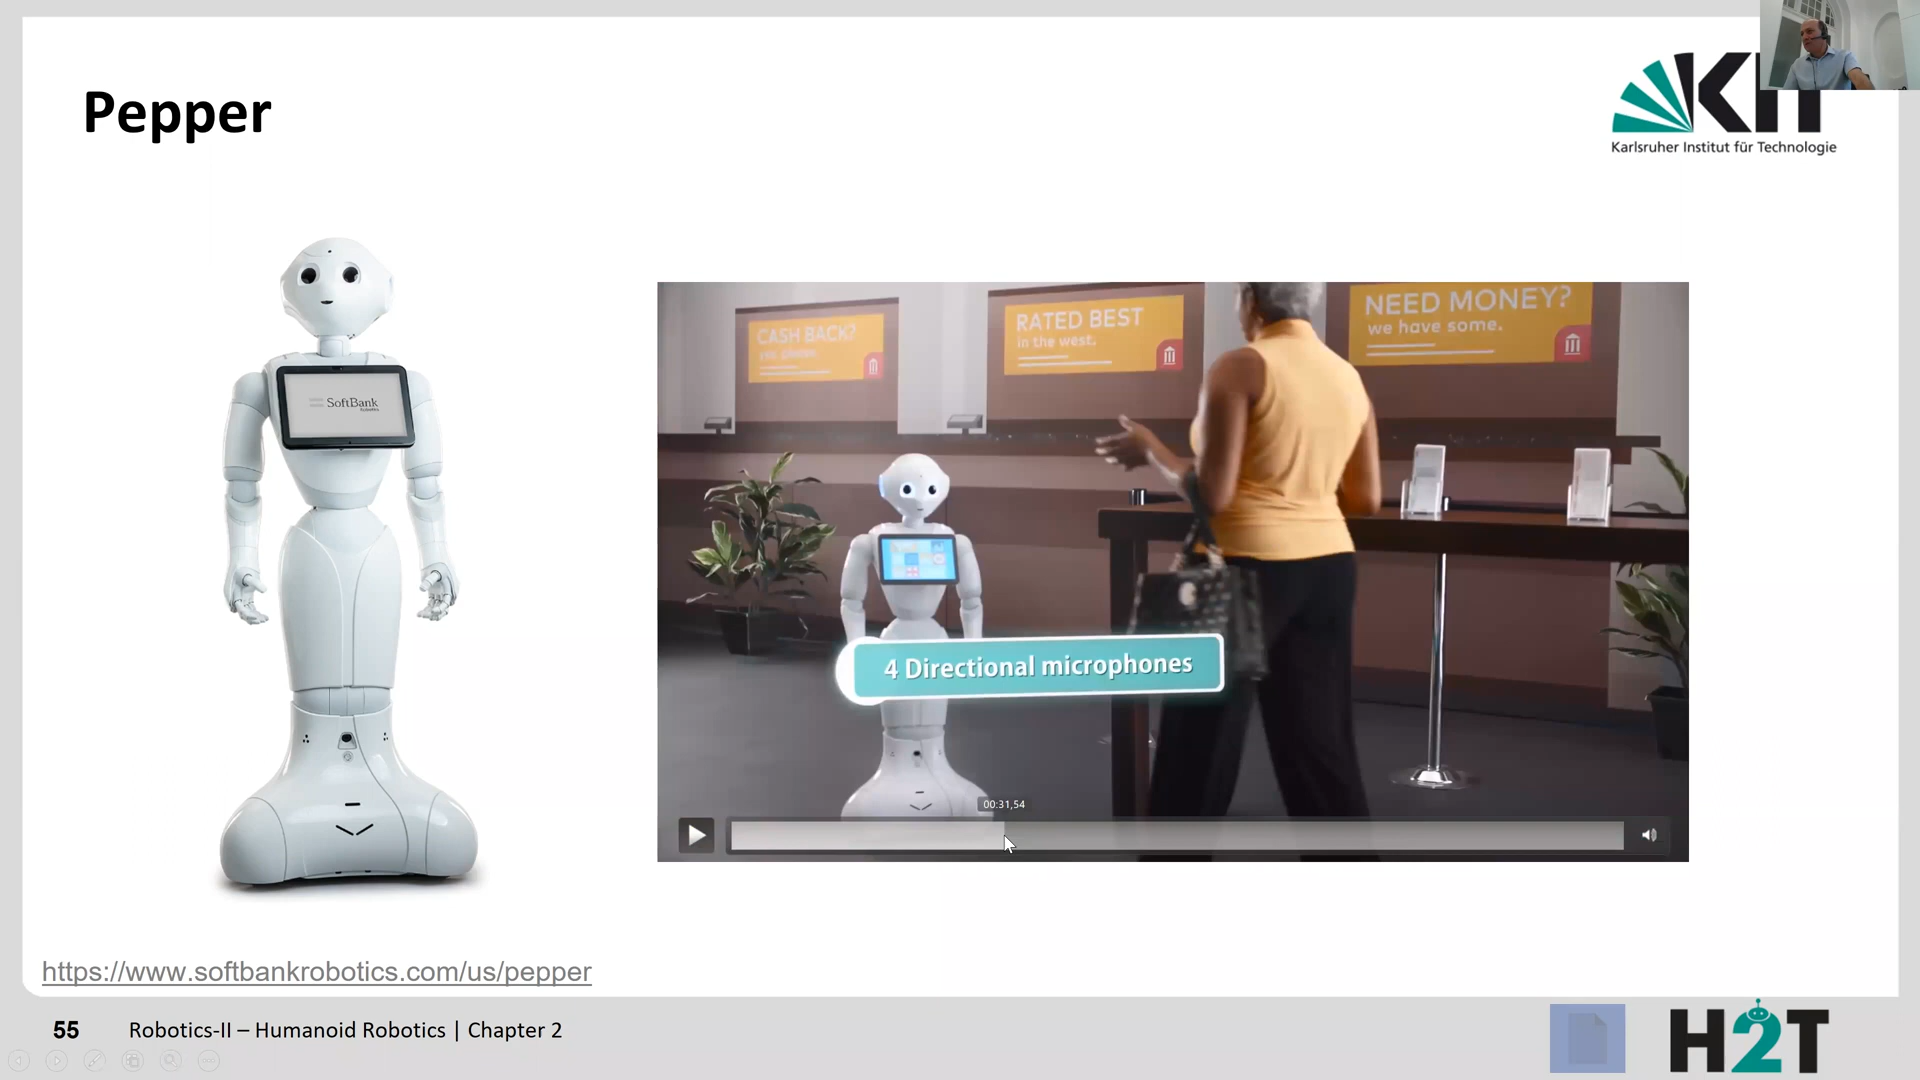 Pepper
KIT
Karlsruher Institut für Technologie
SoftBank
Robotics
CASH BACK?
RATED BEST
in the west.
NEED MONEY?
we have some.
4 Directional microphones
00:31,54
https://www.softbankrobotics.com/us/pepper
55
Robotics-II – Humanoid Robotics | Chapter 2
H2T